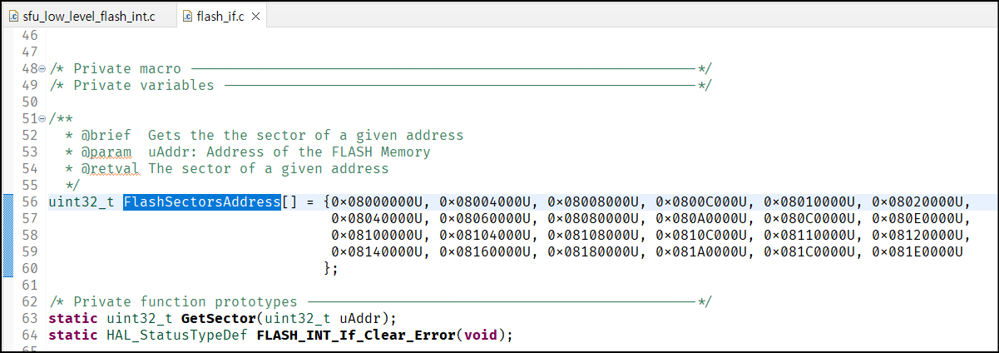 sfu_low_level_flash_int.c flash_if.c
46
47
48 /* Private macro -----------------------------------------------------------*/
49 /* Private variables ---------------------------------------------------------*/
50
51 /**
52 * @brief Gets the the sector of a given address
53 * @param uAddr: Address of the FLASH Memory
54 * @retval The sector of a given address
55 */
56 uint32_t FlashSectorsAddress[] = {0x08000000U, 0x08004000U, 0x08008000U, 0x0800C000U, 0x08010000U, 0x08020000U,
57 0x08040000U, 0x08060000U, 0x08080000U, 0x080A0000U, 0x080C0000U, 0x080E0000U,
58 0x08100000U, 0x08104000U, 0x08108000U, 0x0810C000U, 0x08110000U, 0x08120000U,
59 0x08140000U, 0x08160000U, 0x08180000U, 0x081A0000U, 0x081C0000U, 0x081E0000U
60 };
61
62 /* Private function prototypes -----------------------------------------------*/
63 static uint32_t GetSector(uint32_t uAddr);
64 static HAL_StatusTypeDef FLASH_INT_If_Clear_Error(void);